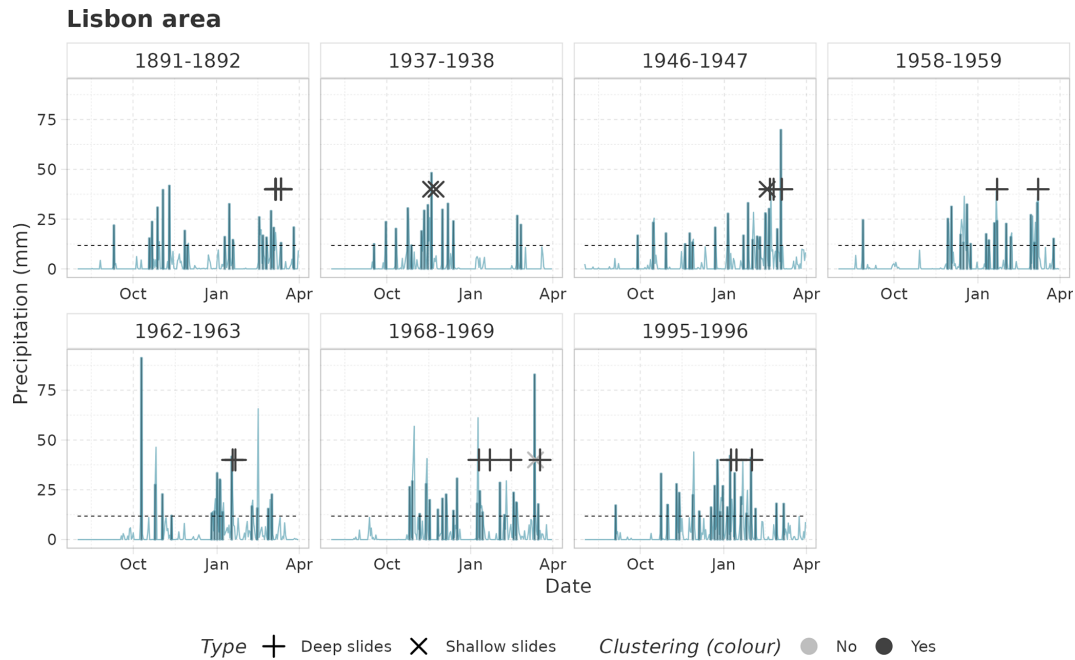 Lisbon area
1891-1892 1937-1938 1946-1947 1958-1959
75
50
25
0
Oct Jan Apr Oct Jan Apr Oct Jan Apr Oct Jan Apr
Precipitation (mm)
1962-1963 1968-1969 1995-1996
75
50
25
0
Oct Jan Apr Oct Jan Apr Oct Jan Apr
Date
Type Deep slides Shallow slides Clustering (colour) No Yes